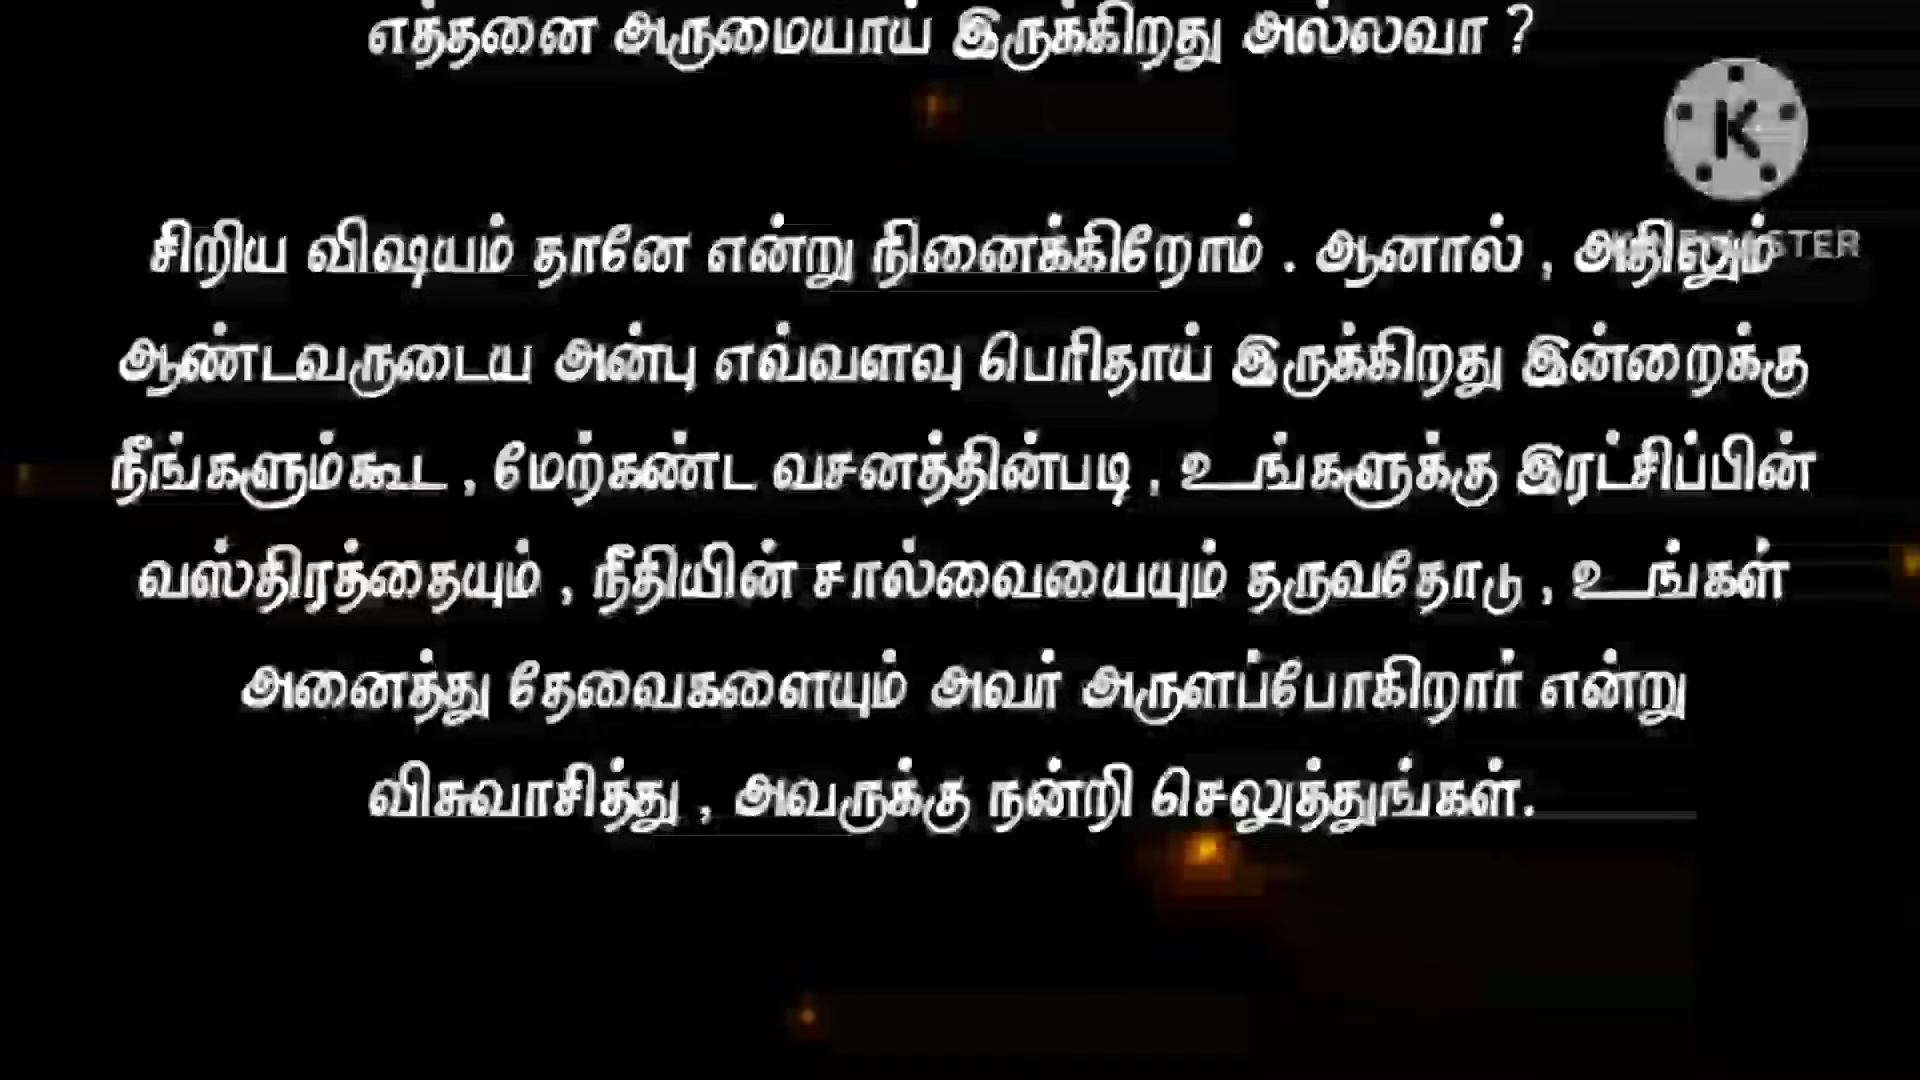 எத்தனை அருமையாய் இருக்கிறது அல்லவா ?
சிறிய விஷயம் தானே என்று நினைக்கிறோம் . ஆனால் , அதிலும்
ஆண்டவருடைய அன்பு எவ்வளவு பெரிதாய் இருக்கிறது இன்றைக்கு
நீங்களும்கூட , மேற்கண்ட வசனத்தின்படி , உங்களுக்கு இரட்சிப்பின்
வஸ்திரத்தையும் , நீதியின் சால்வையையும் தருவதோடு , உங்கள்
அனைத்து தேவைகளையும் அவர் அருளப்போகிறார் என்று
விசுவாசித்து , அவருக்கு நன்றி செலுத்துங்கள்.
K
KINEMASTER